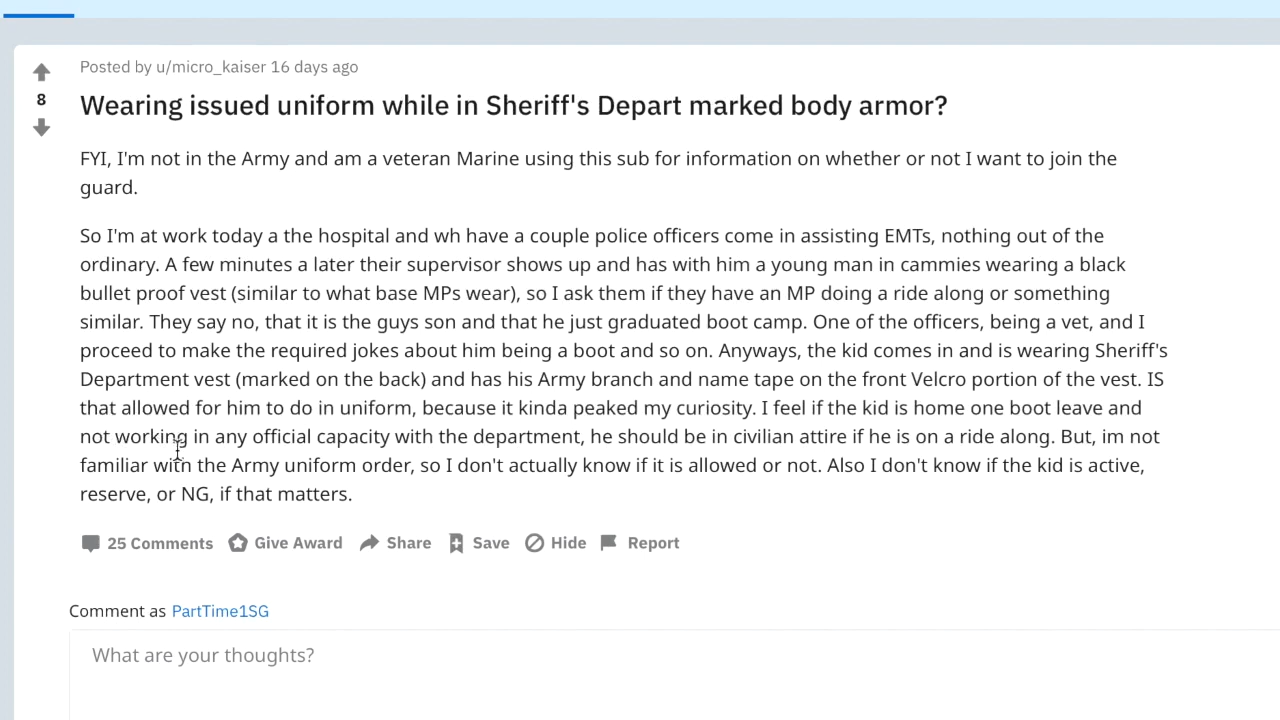 Posted by u/micro_kaiser 16 days ago
8
Wearing issued uniform while in Sheriff's Depart marked body armor?
FYI, I'm not in the Army and am a veteran Marine using this sub for information on whether or not I want to join the
guard.
So I'm at work today a the hospital and wh have a couple police officers come in assisting EMTs, nothing out of the
ordinary. A few minutes a later their supervisor shows up and has with him a young man in cammies wearing a black
bullet proof vest (similar to what base MPs wear), so I ask them if they have an MP doing a ride along or something
similar. They say no, that it is the guys son and that he just graduated boot camp. One of the officers, being a vet, and I
proceed to make the required jokes about him being a boot and so on. Anyways, the kid comes in and is wearing Sheriff's
Department vest (marked on the back) and has his Army branch and name tape on the front Velcro portion of the vest. IS
that allowed for him to do in uniform, because it kinda peaked my curiosity. I feel if the kid is home one boot leave and
not working in any official capacity with the department, he should be in civilian attire if he is on a ride along. But, im not
familiar with the Army uniform order, so I don't actually know if it is allowed or not. Also I don't know if the kid is active,
reserve, or NG, if that matters.
25 Comments Give Award Share Save Hide Report
Comment as PartTime1SG
What are your thoughts?